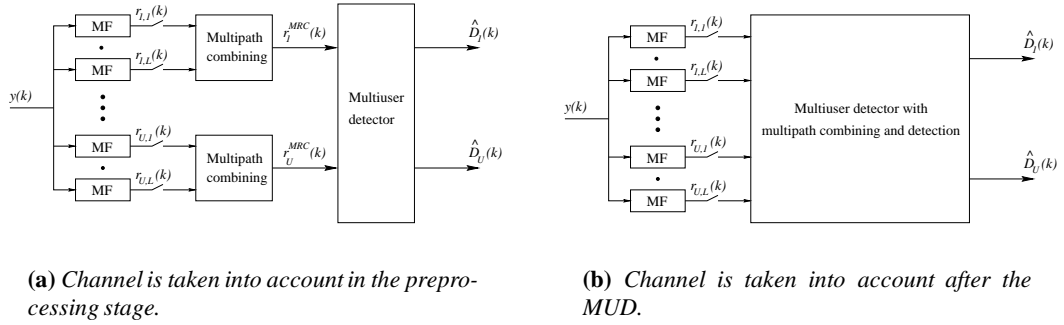 r_{1,1}(k)
MF
r_1^{MRC}(k)
D̂_1(k)
Multipath
combining
r_{1,L}(k)
MF
y(k)
Multiuser
detector
r_{U,1}(k)
MF
r_U^{MRC}(k)
D̂_U(k)
Multipath
combining
r_{U,L}(k)
MF
(a) Channel is taken into account in the prepro-
cessing stage.
r_{1,1}(k)
MF
D̂_1(k)
r_{1,L}(k)
MF
y(k)
Multiuser detector with
multipath combining and detection
r_{U,1}(k)
MF
D̂_U(k)
r_{U,L}(k)
MF
(b) Channel is taken into account after the
MUD.